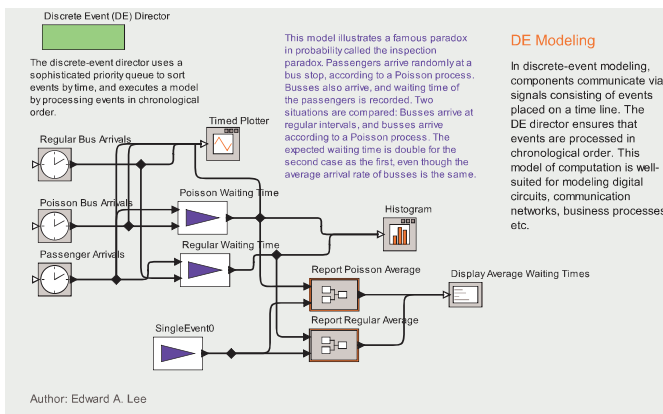 Discrete Event (DE) Director
The discrete-event director uses a
sophisticated priority queue to sort
events by time, and executes a model
by processing events in chronological
order.
This model illustrates a famous paradox
in probability called the inspection
paradox. Passengers arrive randomly at a
bus stop, according to a Poisson process.
Busses also arrive, and waiting time of
the passengers is recorded. Two
situations are compared: Busses arrive at
regular intervals, and busses arrive
according to a Poisson process. The
expected waiting time is double for the
second case as the first, even though the
average arrival rate of busses is the same.
DE Modeling
In discrete-event modeling,
components communicate via
signals consisting of events
placed on a time line. The
DE director ensures that
events are processed in
chronological order. This
model of computation is well-
suited for modeling digital
circuits, communication
networks, business processes
etc.
Timed Plotter
Regular Bus Arrivals
Poisson Waiting Time
Poisson Bus Arrivals
Histogram
Regular Waiting Time
Passenger Arrivals
Report Poisson Average
Display Average Waiting Times
Report Regular Average
SingleEvent0
Author: Edward A. Lee